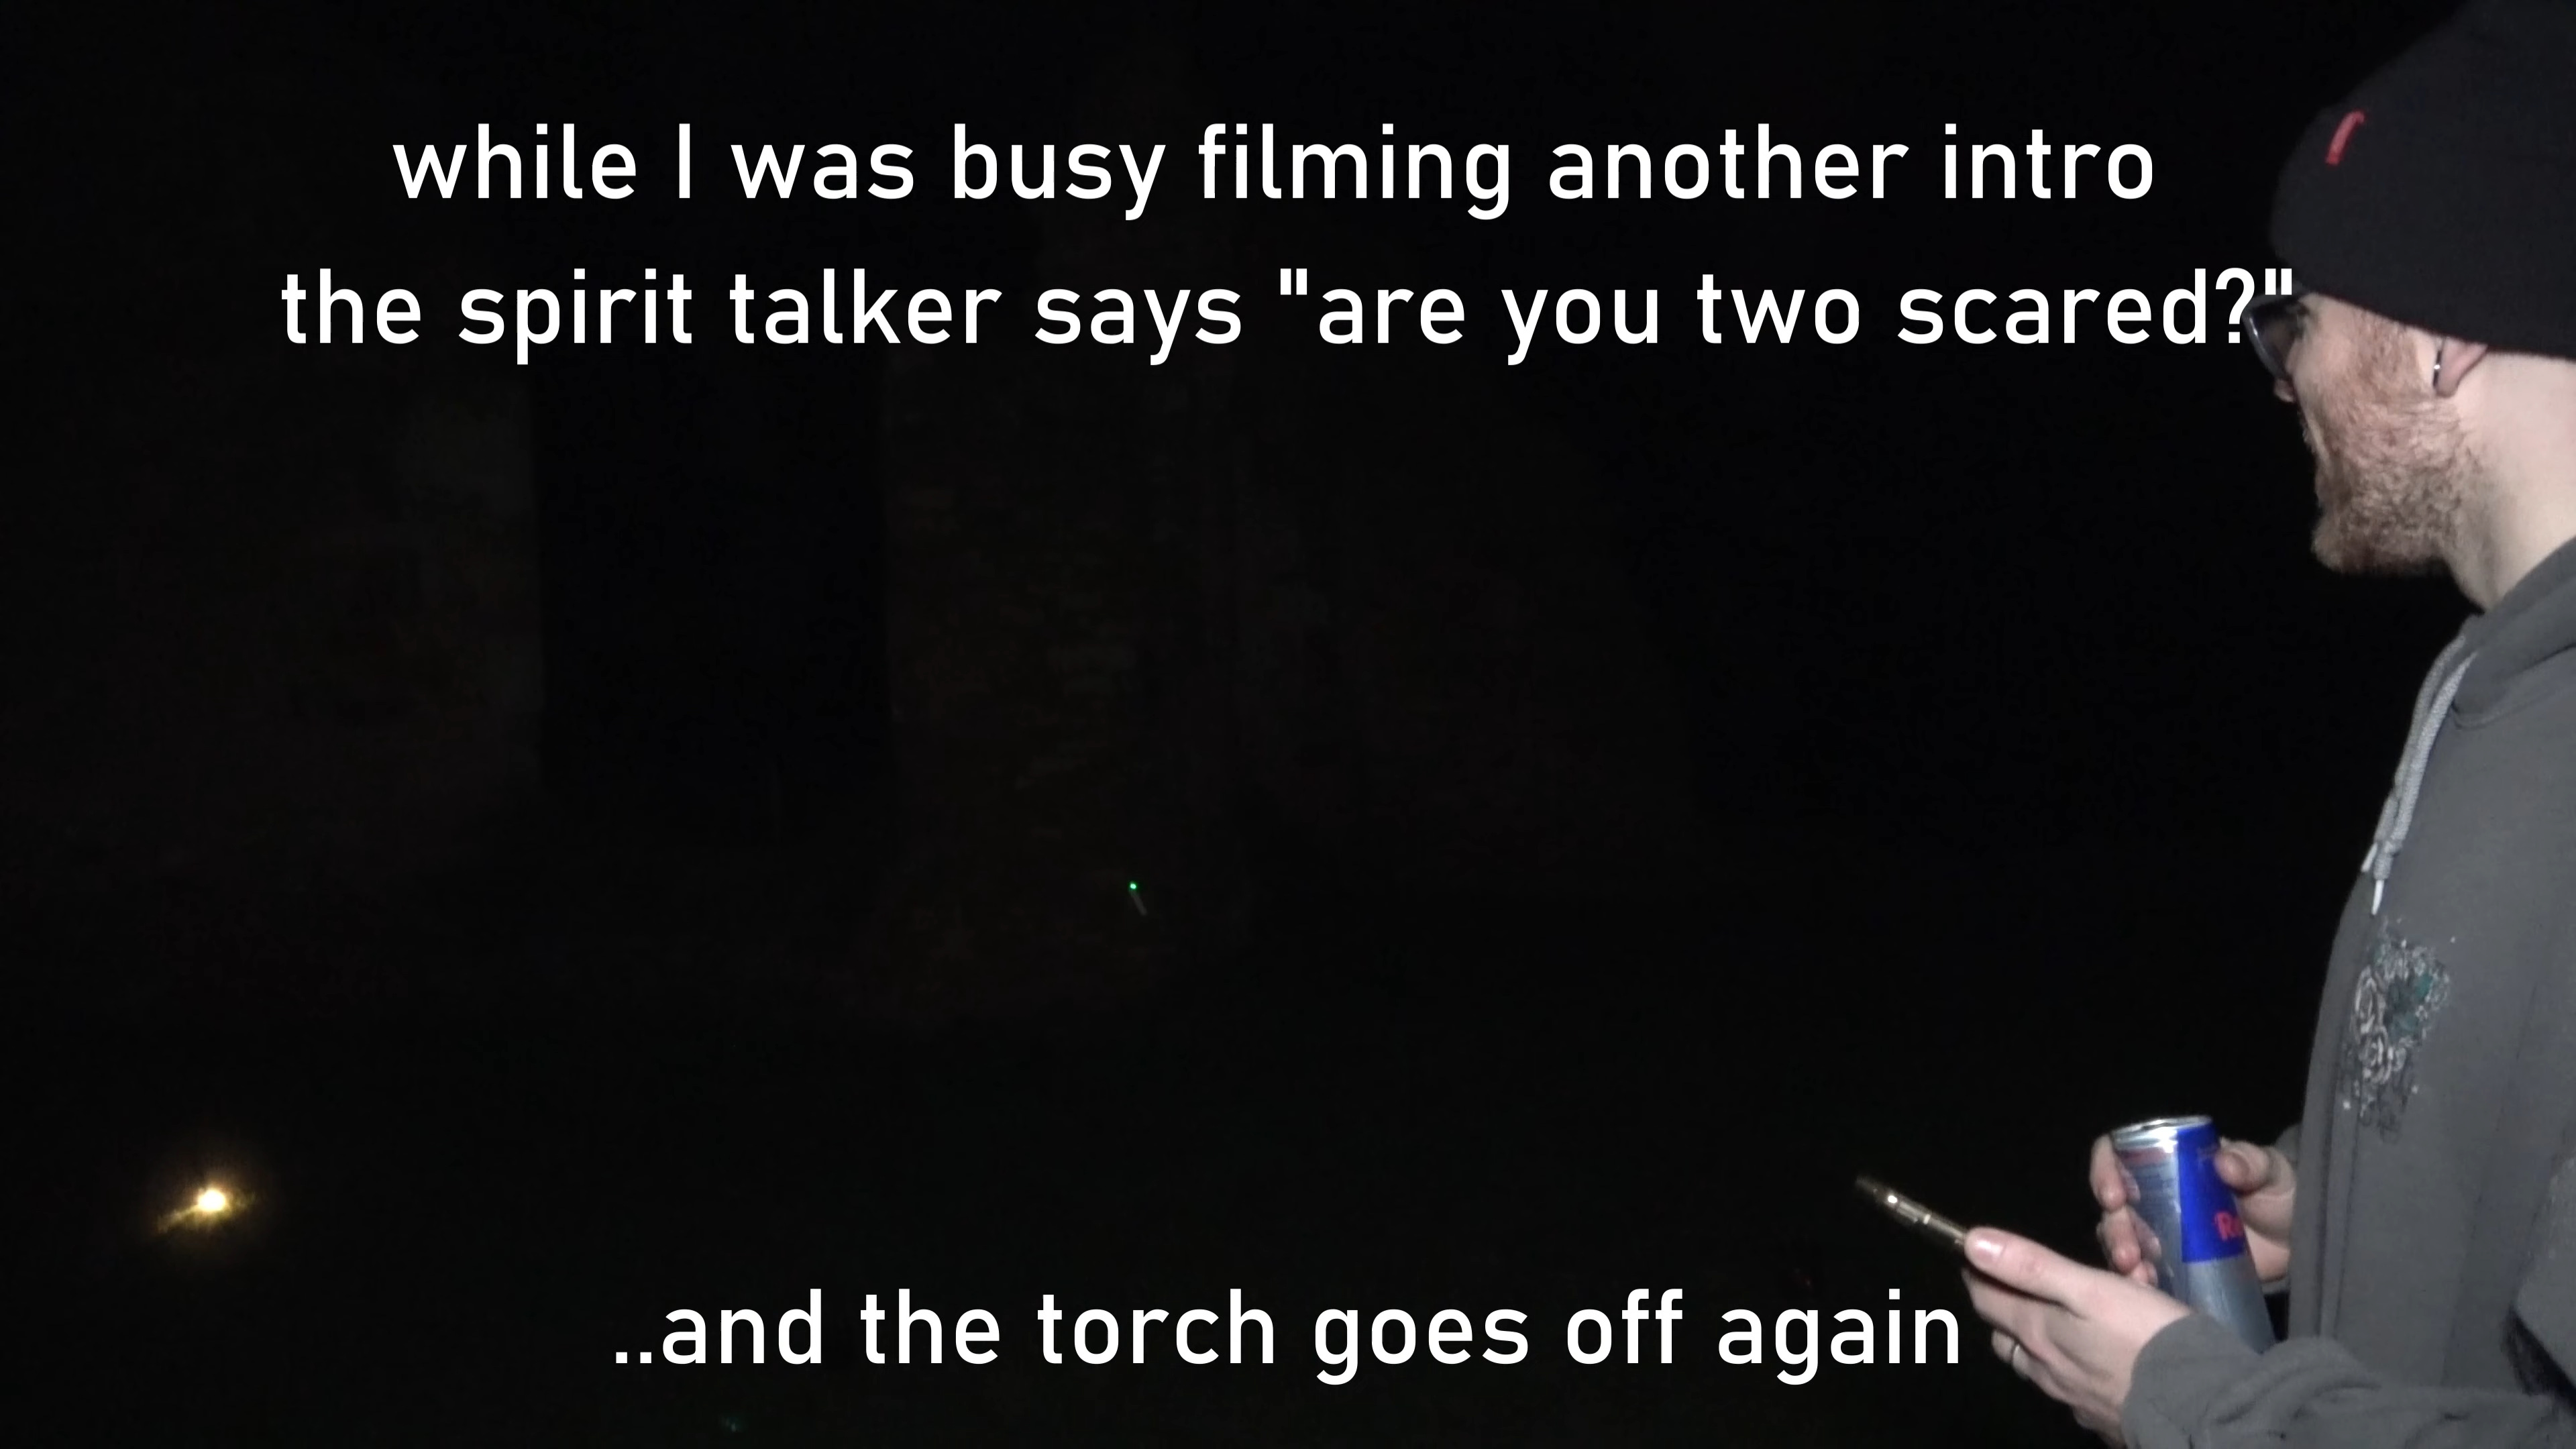 while I was busy filming another intro
the spirit talker says "are you two scared?"
..and the torch goes off again